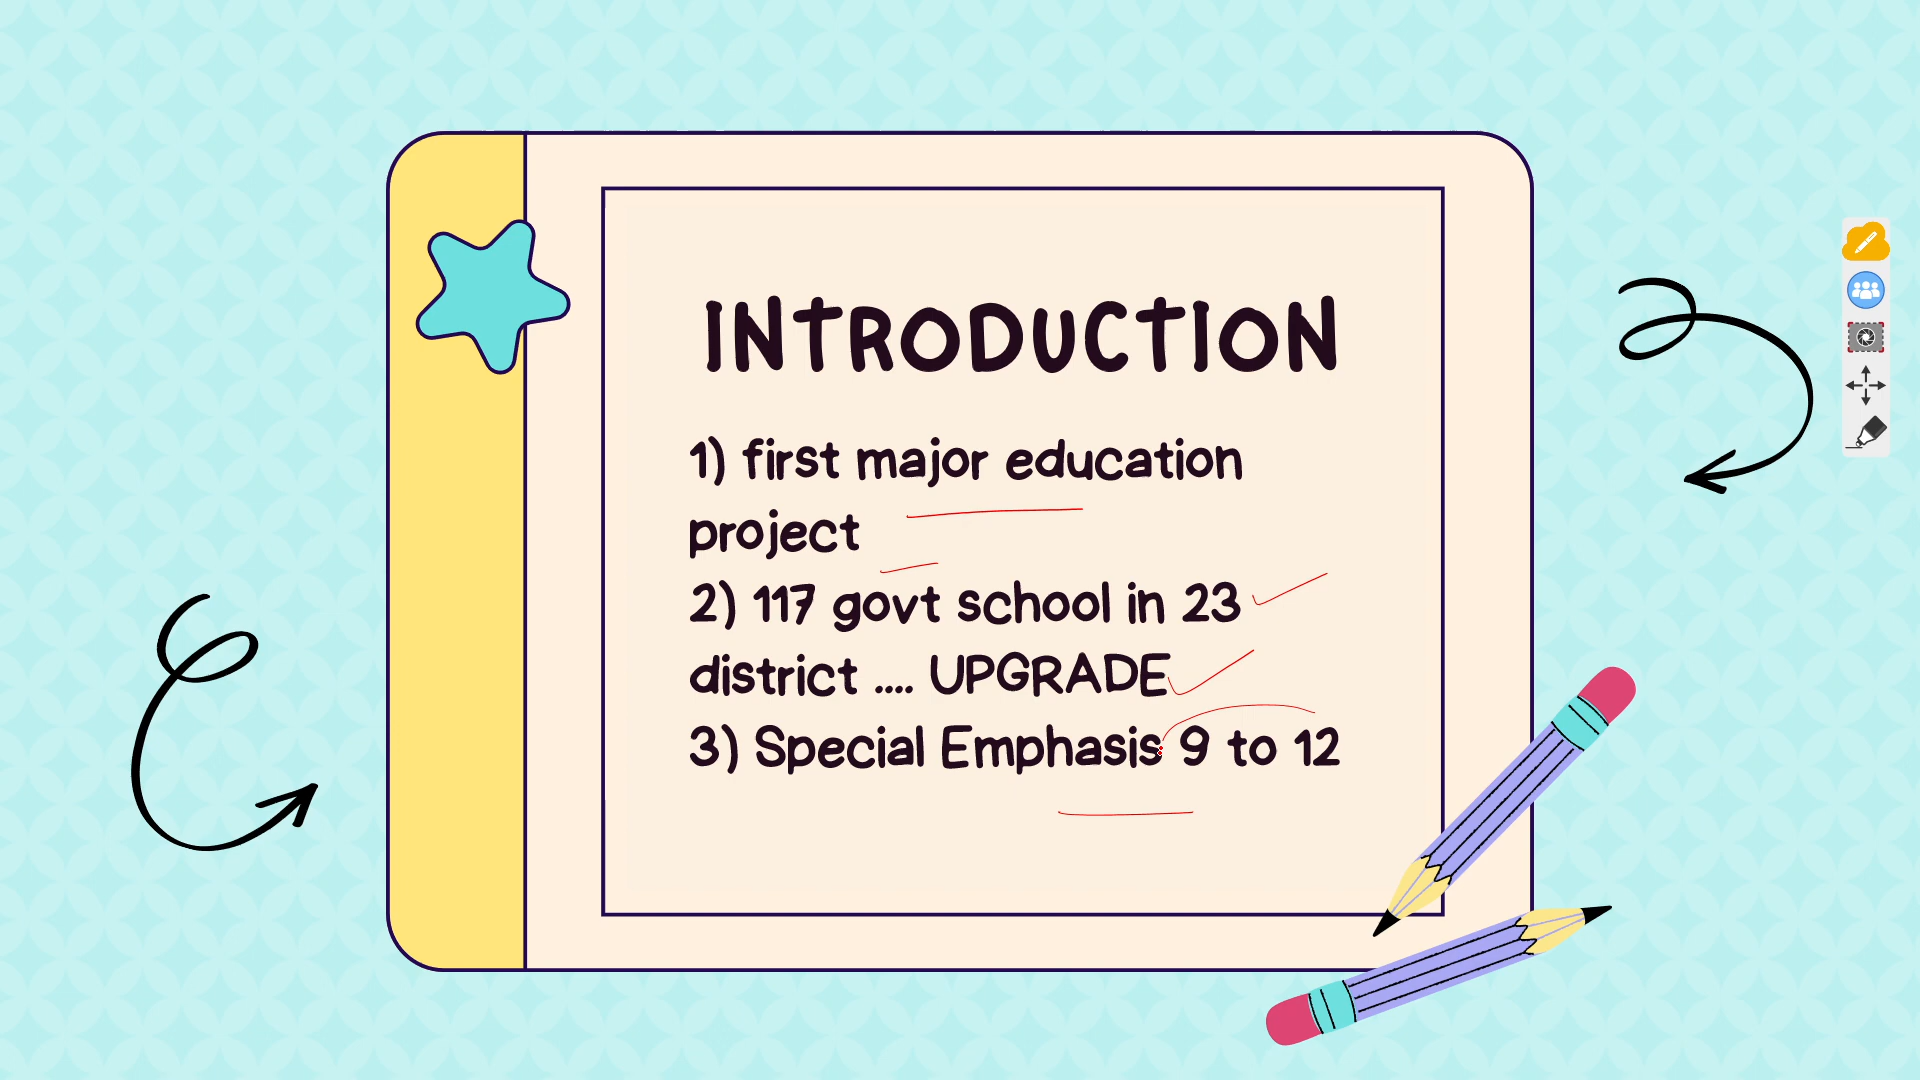 INTRODUCTION
1) first major education
project
2) 117 govt school in 23
district .... UPGRADE
3) Special Emphasis 9 to 12